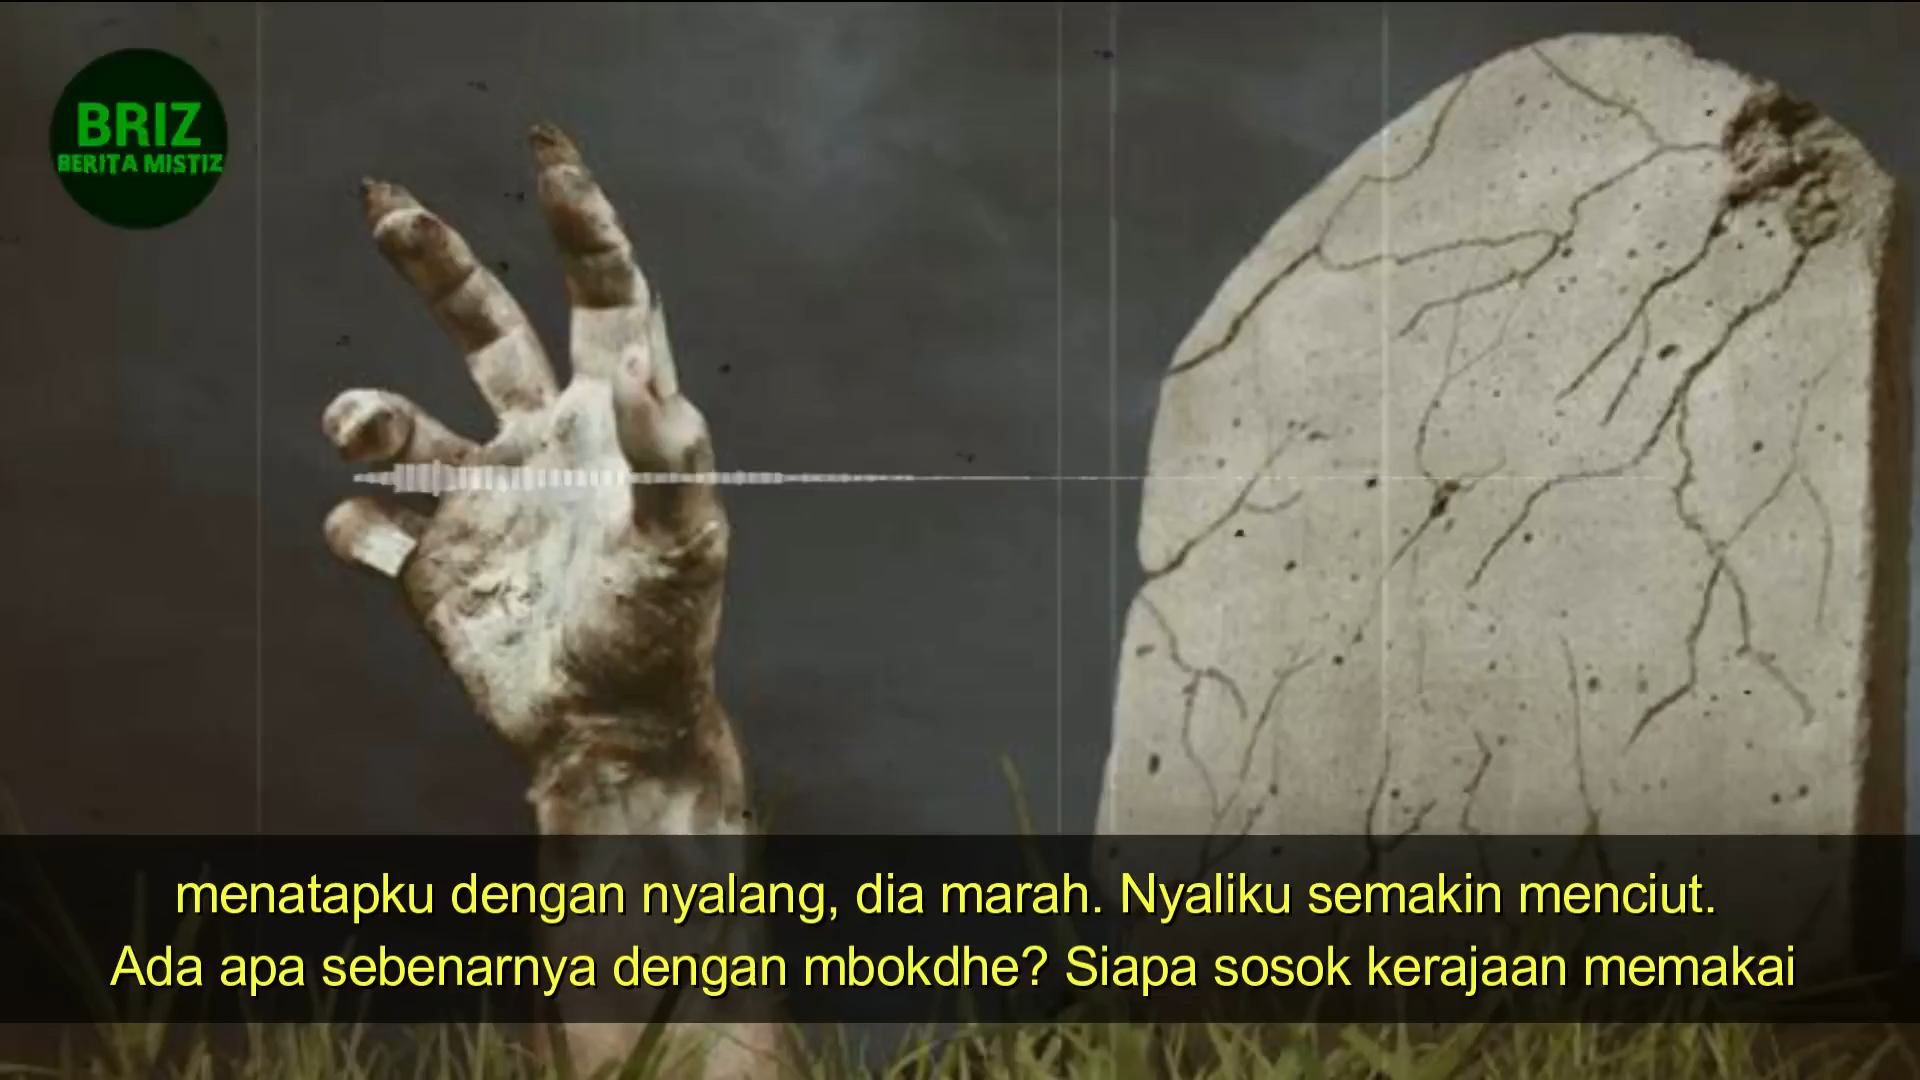 BRIZ
BERITA MISTIZ
menatapku dengan nyalang, dia marah. Nyaliku semakin menciut.
Ada apa sebenarnya dengan mbokdhe? Siapa sosok kerajaan memakai